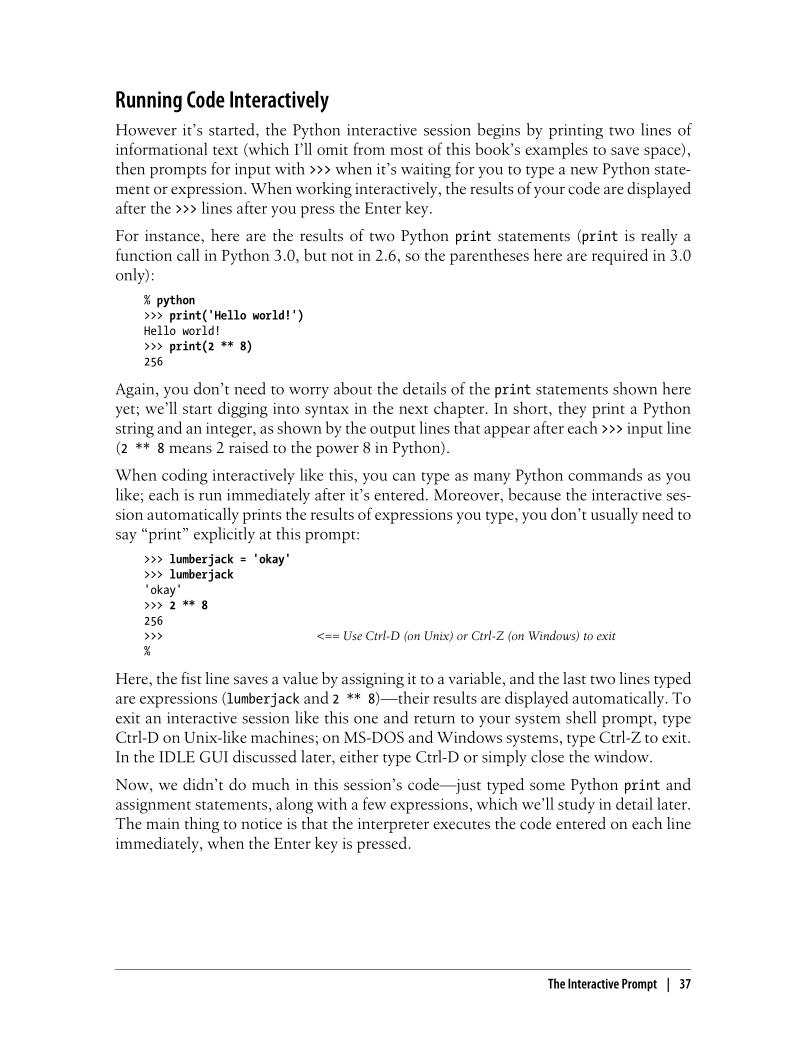 Running Code Interactively
However it’s started, the Python interactive session begins by printing two lines of
informational text (which I’ll omit from most of this book’s examples to save space),
then prompts for input with >>> when it’s waiting for you to type a new Python state-
ment or expression. When working interactively, the results of your code are displayed
after the >>> lines after you press the Enter key.
For instance, here are the results of two Python print statements (print is really a
function call in Python 3.0, but not in 2.6, so the parentheses here are required in 3.0
only):
% python
>>> print('Hello world!')
Hello world!
>>> print(2 ** 8)
256
Again, you don’t need to worry about the details of the print statements shown here
yet; we’ll start digging into syntax in the next chapter. In short, they print a Python
string and an integer, as shown by the output lines that appear after each >>> input line
(2 ** 8 means 2 raised to the power 8 in Python).
When coding interactively like this, you can type as many Python commands as you
like; each is run immediately after it’s entered. Moreover, because the interactive ses-
sion automatically prints the results of expressions you type, you don’t usually need to
say “print” explicitly at this prompt:
>>> lumberjack = 'okay'
>>> lumberjack
'okay'
>>> 2 ** 8
256
>>> <== Use Ctrl-D (on Unix) or Ctrl-Z (on Windows) to exit
%
Here, the fist line saves a value by assigning it to a variable, and the last two lines typed
are expressions (lumberjack and 2 ** 8)—their results are displayed automatically. To
exit an interactive session like this one and return to your system shell prompt, type
Ctrl-D on Unix-like machines; on MS-DOS and Windows systems, type Ctrl-Z to exit.
In the IDLE GUI discussed later, either type Ctrl-D or simply close the window.
Now, we didn’t do much in this session’s code—just typed some Python print and
assignment statements, along with a few expressions, which we’ll study in detail later.
The main thing to notice is that the interpreter executes the code entered on each line
immediately, when the Enter key is pressed.
The Interactive Prompt | 37